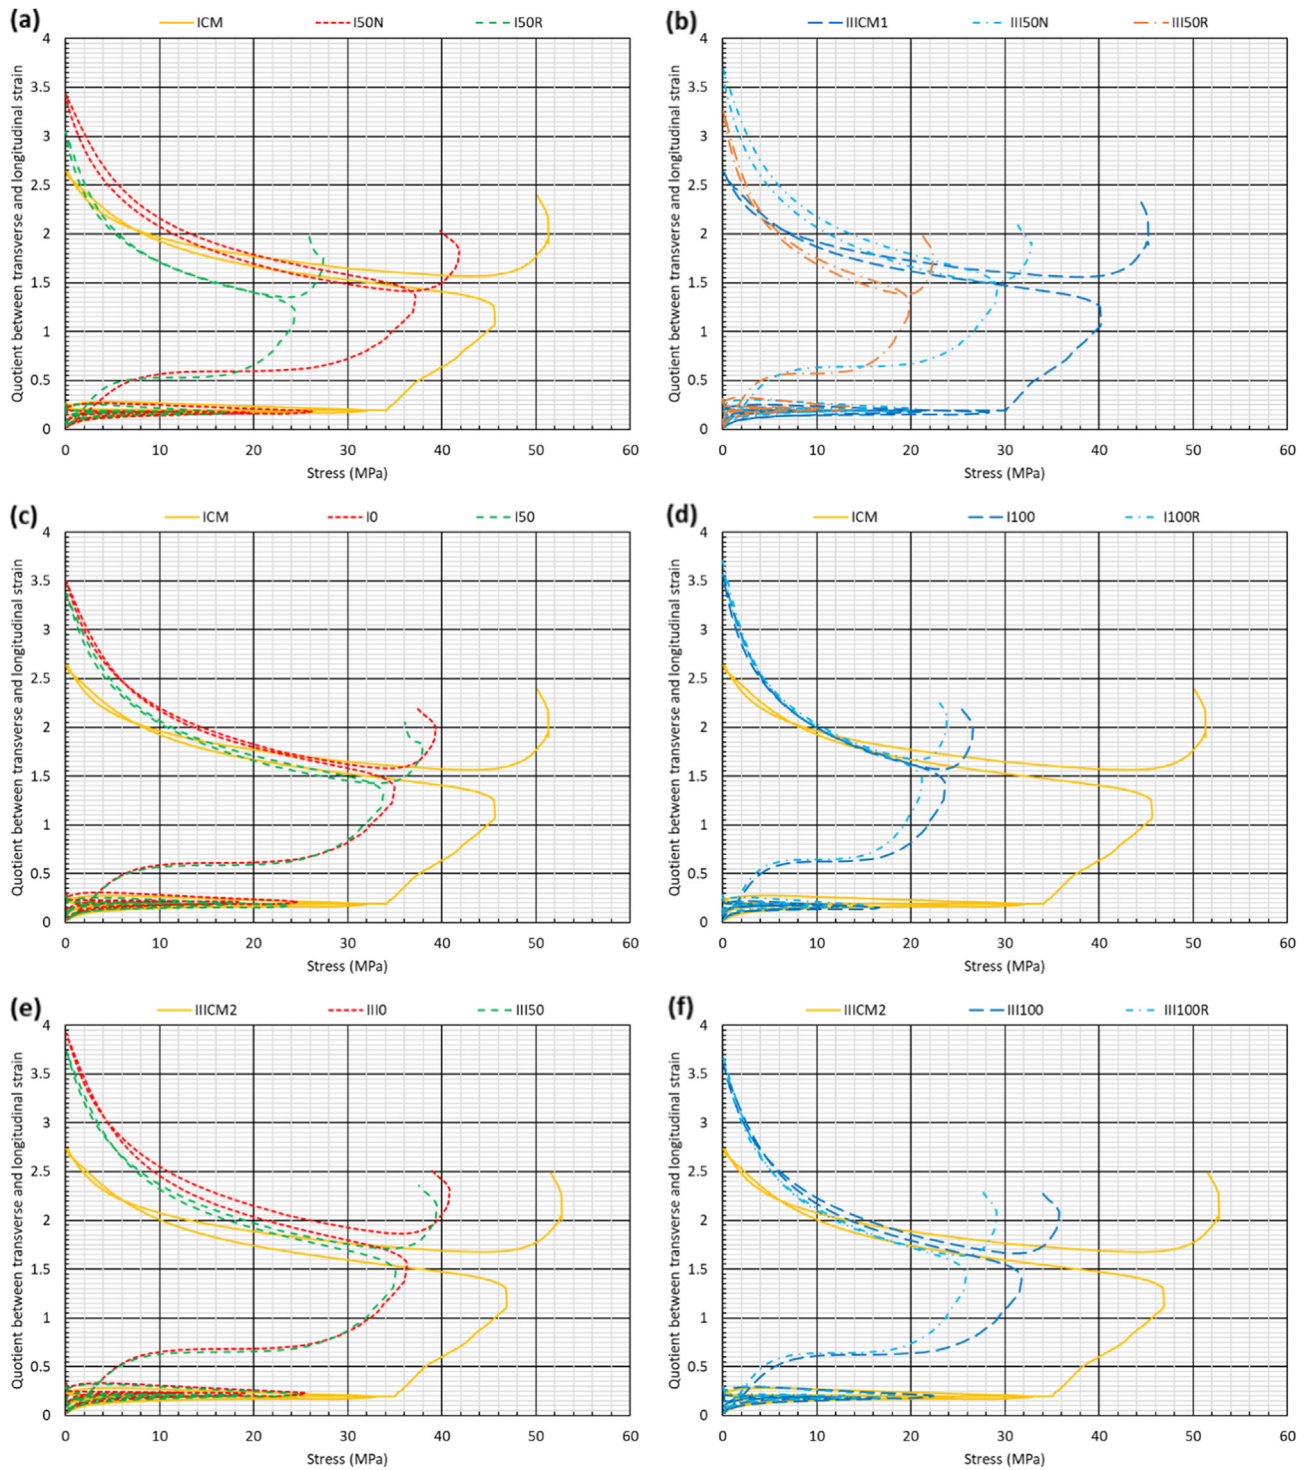 (a)
ICM I50N I50R
Quotient between transverse and longitudinal strain
4
3.5
3
2.5
2
1.5
1
0.5
0
0 10 20 30 40 50 60
Stress (MPa)
(b)
IIICM1 III50N III50R
Quotient between transverse and longitudinal strain
4
3.5
3
2.5
2
1.5
1
0.5
0
0 10 20 30 40 50 60
Stress (MPa)
(c)
ICM I0 I50
Quotient between transverse and longitudinal strain
4
3.5
3
2.5
2
1.5
1
0.5
0
0 10 20 30 40 50 60
Stress (MPa)
(d)
ICM I100 I100R
Quotient between transverse and longitudinal strain
4
3.5
3
2.5
2
1.5
1
0.5
0
0 10 20 30 40 50 60
Stress (MPa)
(e)
IIICM2 III0 III50
Quotient between transverse and longitudinal strain
4
3.5
3
2.5
2
1.5
1
0.5
0
0 10 20 30 40 50 60
Stress (MPa)
(f)
IIICM2 III100 III100R
Quotient between transverse and longitudinal strain
4
3.5
3
2.5
2
1.5
1
0.5
0
0 10 20 30 40 50 60
Stress (MPa)